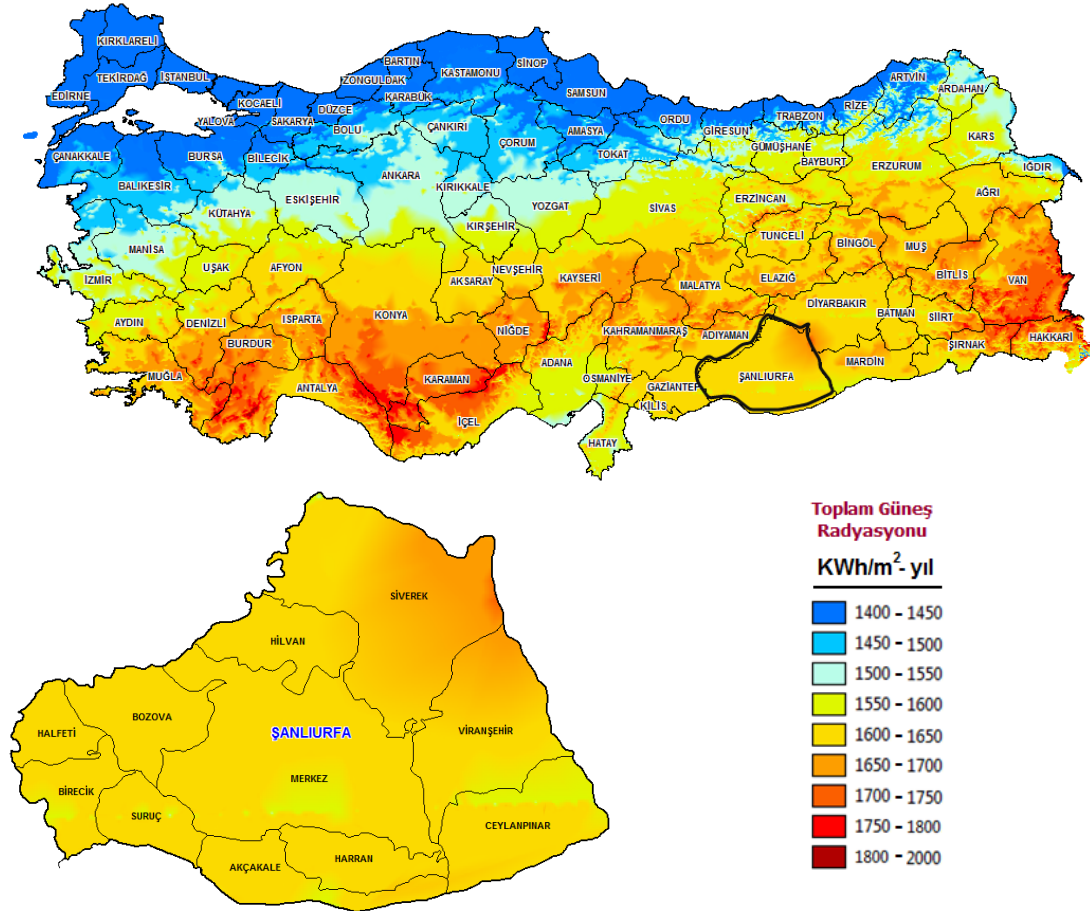 KIRKLARELİ
TEKİRDAĞ
İSTANBUL
EDİRNE
KOCAELİ
YALOVA
SAKARYA
DÜZCE
ZONGULDAK
BARTIN
KARABÜK
KASTAMONU
SİNOP
SAMSUN
ORDU
GİRESUN
TRABZON
RİZE
ARTVİN
ARDAHAN
KARS
IĞDIR
ÇANAKKALE
BALIKESİR
BURSA
BİLECİK
BOLU
ÇANKIRI
ÇORUM
AMASYA
TOKAT
GÜMÜŞHANE
BAYBURT
ERZURUM
AĞRI
KÜTAHYA
ESKİŞEHİR
ANKARA
KIRIKKALE
YOZGAT
KIRŞEHİR
SİVAS
ERZİNCAN
TUNCELİ
BİNGÖL
MUŞ
BİTLİS
VAN
MANİSA
İZMİR
UŞAK
AFYON
AKSARAY
NEVŞEHİR
KAYSERİ
MALATYA
ELAZIĞ
DİYARBAKIR
BATMAN
SİİRT
ŞIRNAK
HAKKARİ
AYDIN
DENİZLİ
ISPARTA
BURDUR
KONYA
NİĞDE
KAHRAMANMARAŞ
ADIYAMAN
MARDİN
MUĞLA
ANTALYA
KARAMAN
İÇEL
ADANA
OSMANİYE
GAZİANTEP
KİLİS
HATAY
ŞANLIURFA
SİVEREK
HİLVAN
BOZOVA
HALFETİ
ŞANLIURFA
VİRANŞEHİR
BİRECİK
SURUÇ
MERKEZ
CEYLANPINAR
AKÇAKALE
HARRAN
Toplam Güneş
Radyasyonu
KWh/m²- yıl
1400 - 1450
1450 - 1500
1500 - 1550
1550 - 1600
1600 - 1650
1650 - 1700
1700 - 1750
1750 - 1800
1800 - 2000